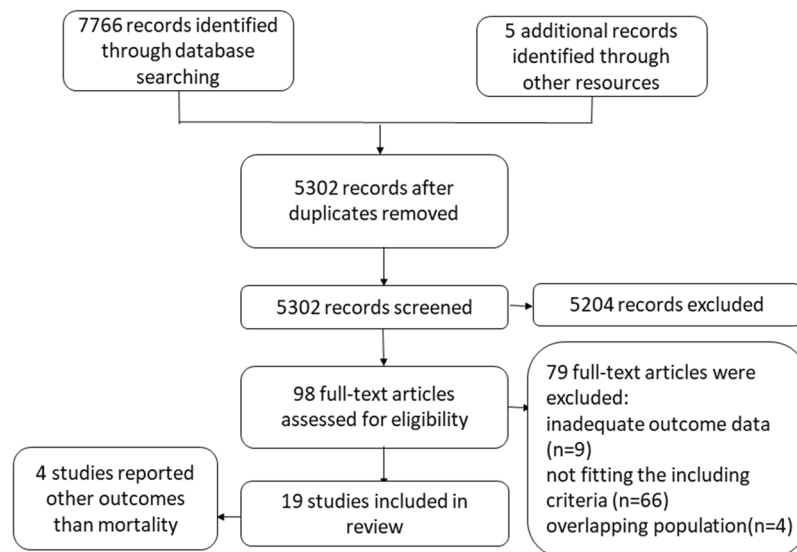 7766 records identified
through database
searching
5 additional records
identified through
other resources
5302 records after
duplicates removed
5302 records screened
5204 records excluded
98 full-text articles
assessed for eligibility
79 full-text articles were
excluded:
inadequate outcome data
(n=9)
not fitting the including
criteria (n=66)
overlapping population(n=4)
4 studies reported
other outcomes
than mortality
19 studies included in
review